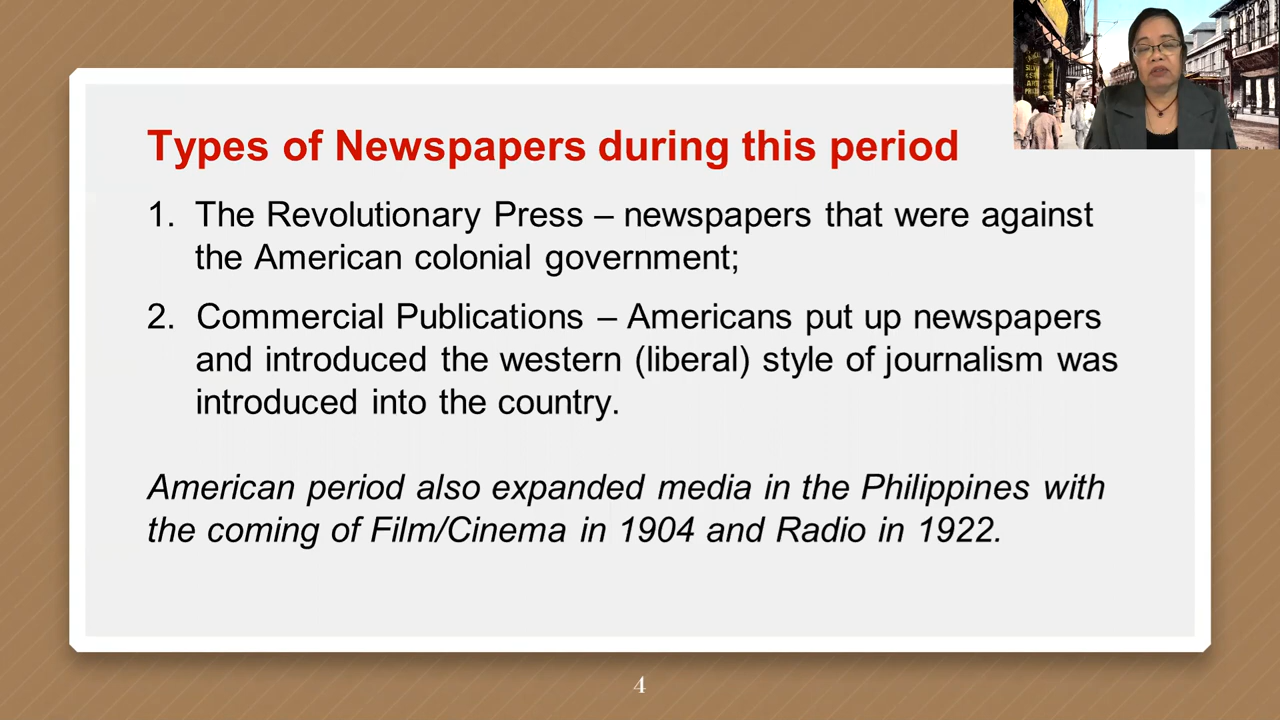 Types of Newspapers during this period
1. The Revolutionary Press – newspapers that were against
the American colonial government;
2. Commercial Publications – Americans put up newspapers
and introduced the western (liberal) style of journalism was
introduced into the country.
American period also expanded media in the Philippines with
the coming of Film/Cinema in 1904 and Radio in 1922.
4